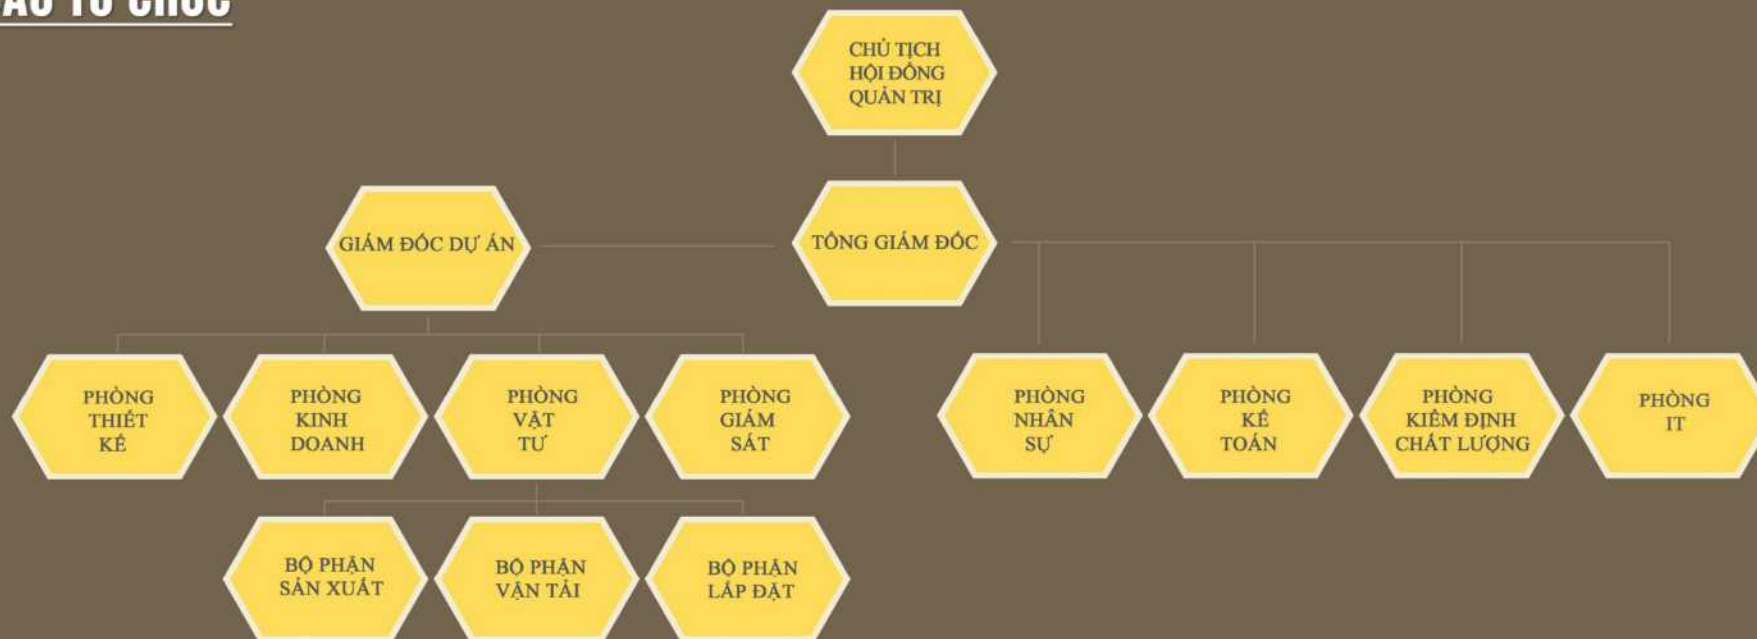 CHỦ TỊCH
HỘI ĐỒNG
QUẢN TRỊ
GIÁM ĐỐC DỰ ÁN
TỔNG GIÁM ĐỐC
PHÒNG
THIẾT
KẾ
PHÒNG
KINH
DOANH
PHÒNG
VẬT
TƯ
PHÒNG
GIÁM
SÁT
PHÒNG
NHÂN
SỰ
PHÒNG
KẾ
TOÁN
PHÒNG
KIỂM ĐỊNH
CHẤT LƯỢNG
PHÒNG
IT
BỘ PHẬN
SẢN XUẤT
BỘ PHẬN
VẬN TẢI
BỘ PHẬN
LẮP ĐẶT